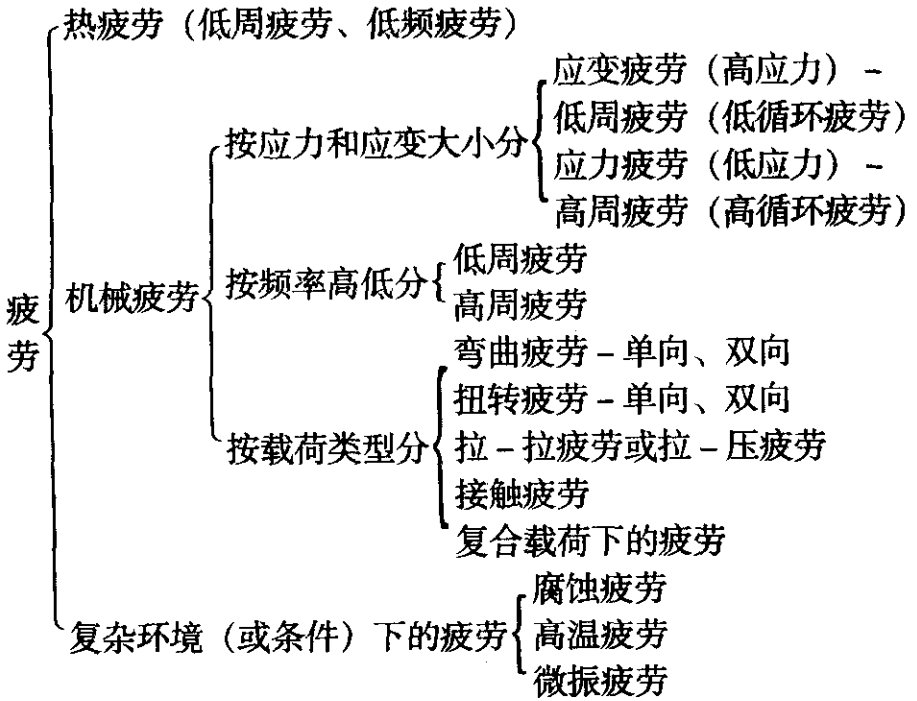 热疲劳（低周疲劳、低频疲劳）
应变疲劳（高应力）–
低周疲劳（低循环疲劳）
按应力和应变大小分
应力疲劳（低应力）–
高周疲劳（高循环疲劳）
低周疲劳
按频率高低分
机械疲劳
高周疲劳
疲劳
弯曲疲劳–单向、双向
扭转疲劳–单向、双向
按载荷类型分
拉–拉疲劳或拉–压疲劳
接触疲劳
复合载荷下的疲劳
腐蚀疲劳
复杂环境（或条件）下的疲劳
高温疲劳
微振疲劳